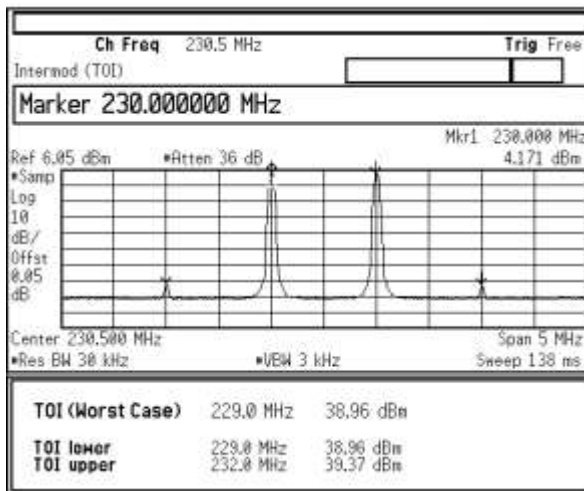 Ch Freq 230.5 MHz Trig Free
Intermod (TOI)
Marker 230.000000 MHz
Mkr1 230.000 MHz
Ref 6.05 dBm *Atten 36 dB 4.171 dBm
*Samp
Log
10
dB/
Offst
0.05
dB
Center 230.500 MHz Span 5 MHz
*Res BW 30 kHz *VBW 3 kHz Sweep 138 ms
TOI (Worst Case) 229.0 MHz 38.96 dBm
TOI lower 229.0 MHz 38.96 dBm
TOI upper 232.0 MHz 39.37 dBm